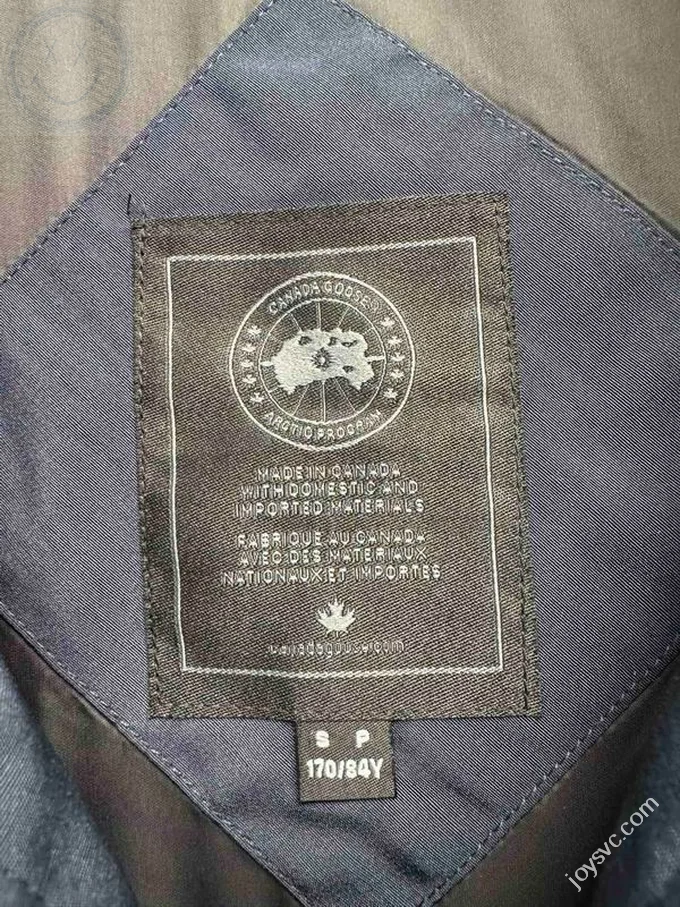 CANADA GOOSE®
ARCTIC PROGRAM
MADE IN CANADA
WITH DOMESTIC AND
IMPORTED MATERIALS
FABRIQUE AU CANADA
AVEC DES MATERIAUX
NATIONAUX ET IMPORTES
canadagoose.com
S P
170/84Y
joysvc.com